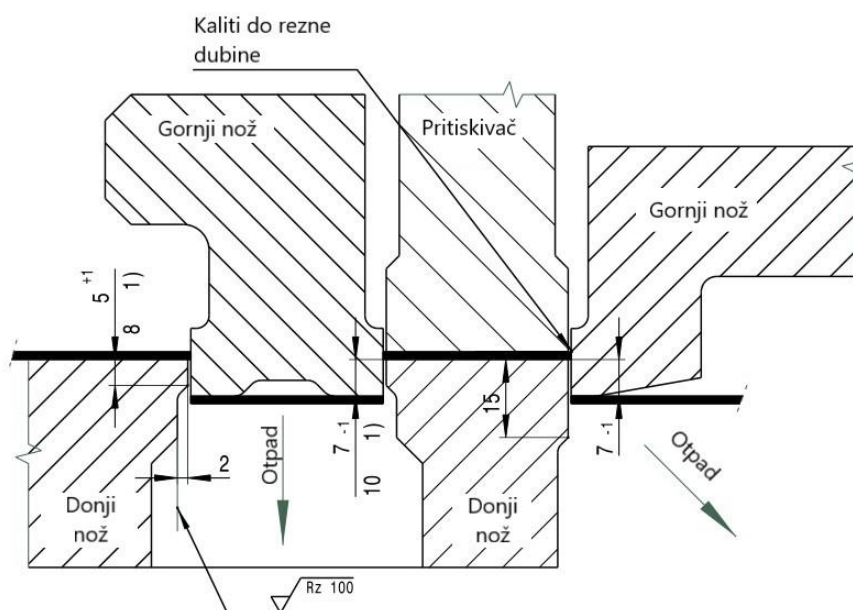 Kaliti do rezne
dubine
Gornji nož
Pritiskivač
Gornji nož
5 +1 1)
8
7 -1 1)
10
15
7 -1
2
Otpad
Otpad
Donji
nož
Donji
nož
Rz 100